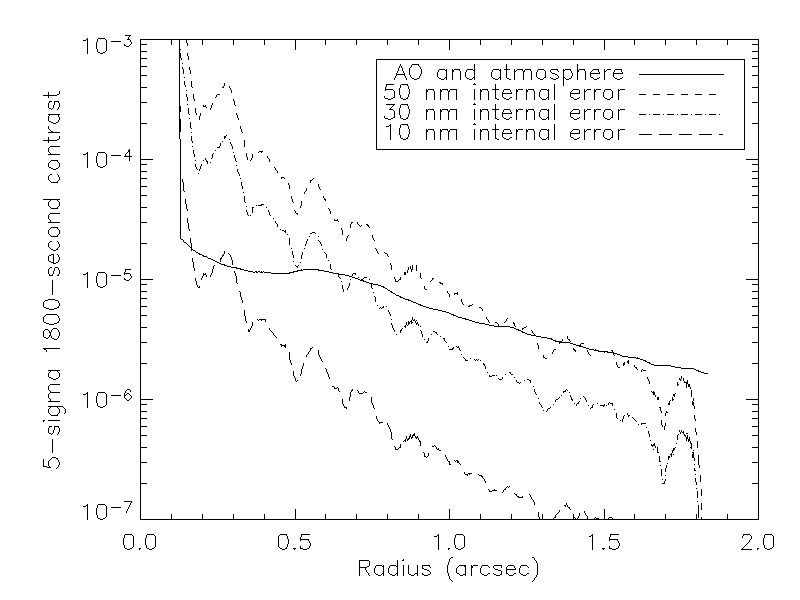 10−3
10−4
10−5
10−6
10−7
5−sigma 1800−second contrast
AO and atmosphere
50 nm internal error
30 nm internal error
10 nm internal error
0.0 0.5 1.0 1.5 2.0
Radius (arcsec)